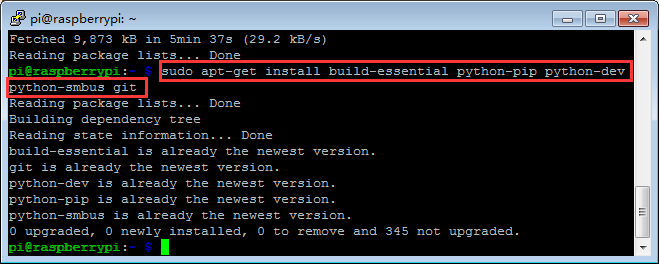 pi@raspberrypi: ~
Fetched 9,873 kB in 5min 37s (29.2 kB/s)
Reading package lists... Done
pi@raspberrypi:~ $ sudo apt-get install build-essential python-pip python-dev
python-smbus git
Reading package lists... Done
Building dependency tree
Reading state information... Done
build-essential is already the newest version.
git is already the newest version.
python-dev is already the newest version.
python-pip is already the newest version.
python-smbus is already the newest version.
0 upgraded, 0 newly installed, 0 to remove and 345 not upgraded.
pi@raspberrypi:~ $